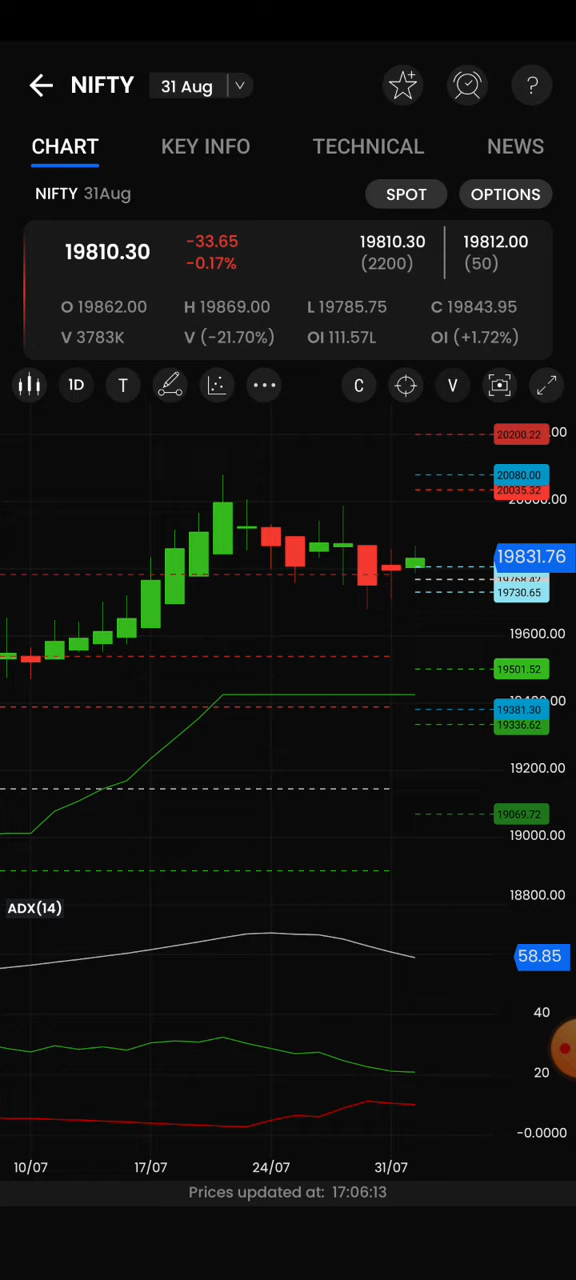 NIFTY 31 Aug
CHART KEY INFO TECHNICAL NEWS
NIFTY 31Aug SPOT OPTIONS
19810.30 -33.65 19810.30 19812.00
-0.17% (2200) (50)
O 19862.00 H 19869.00 L 19785.75 C 19843.95
V 3783K V (-21.70%) OI 111.57L OI (+1.72%)
1D T C V
20200.22 .00
20080.00
20035.32
19831.76
19768.42
19730.65
19600.00
19501.52
19381.30
19336.62
19200.00
19069.72
19000.00
18800.00
ADX(14)
58.85
40
20
-0.0000
10/07 17/07 24/07 31/07
Prices updated at: 17:06:13